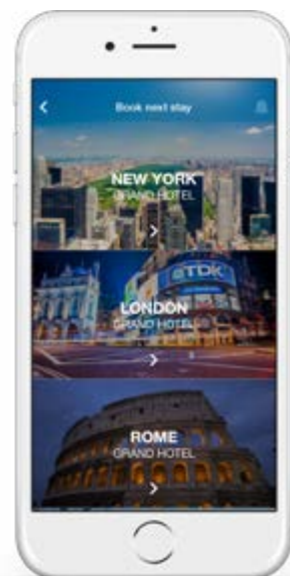 Book next stay
NEW YORK
GRAND HOTEL
TDK
LONDON
GRAND HOTEL
ROME
GRAND HOTEL